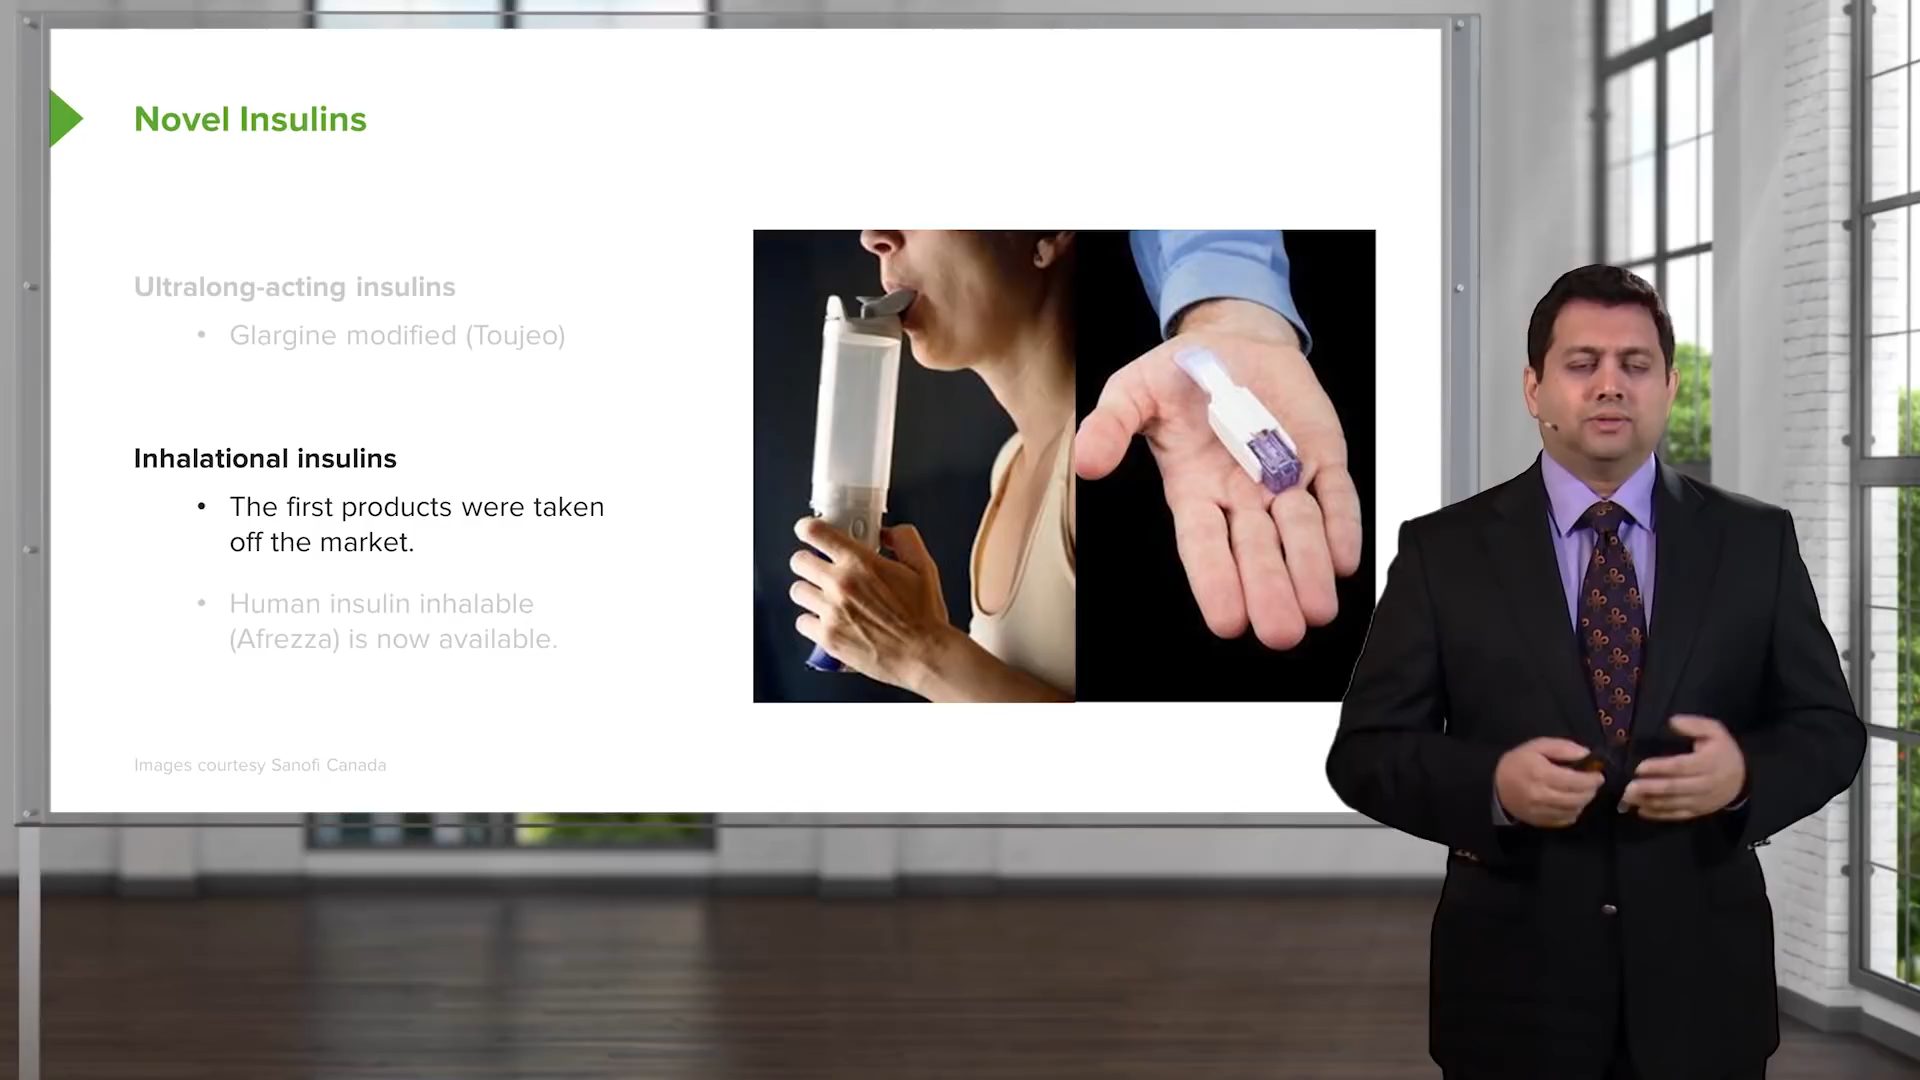 Novel Insulins
Ultralong-acting insulins
• Glargine modified (Toujeo)
Inhalational insulins
• The first products were taken
off the market.
• Human insulin inhalable
(Afrezza) is now available.
Images courtesy Sanofi Canada